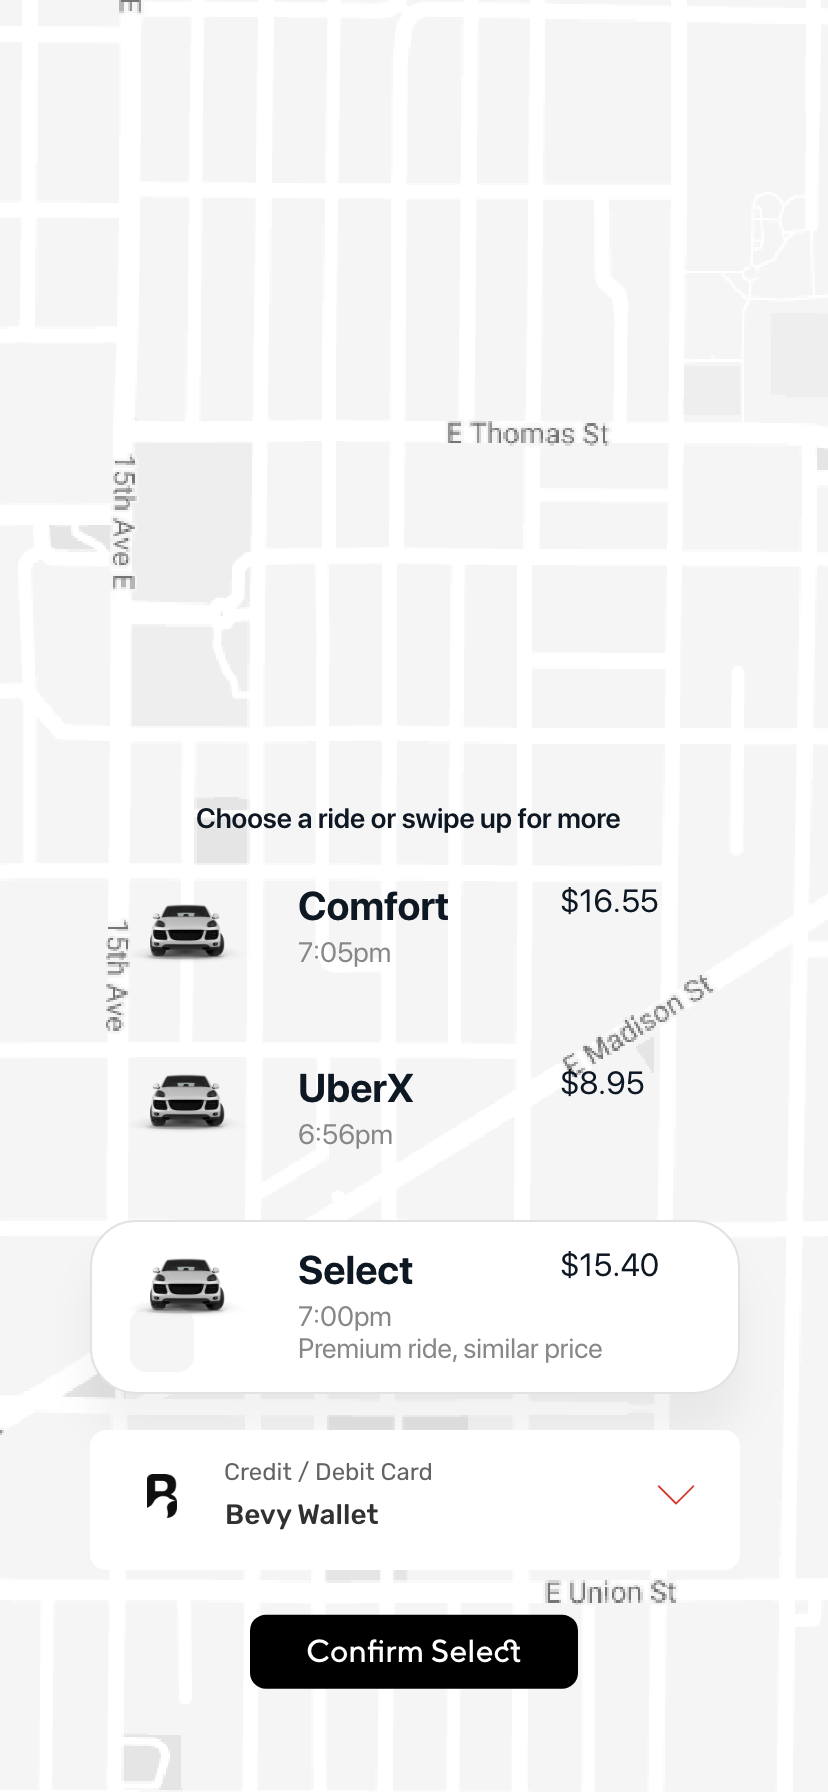 E
E Thomas St
15th Ave E
Choose a ride or swipe up for more
Comfort
$16.55
7:05pm
15th Ave
E Madison St
UberX
$8.95
6:56pm
Select
$15.40
7:00pm
Premium ride, similar price
Credit / Debit Card
Bevy Wallet
E Union St
Confirm Select